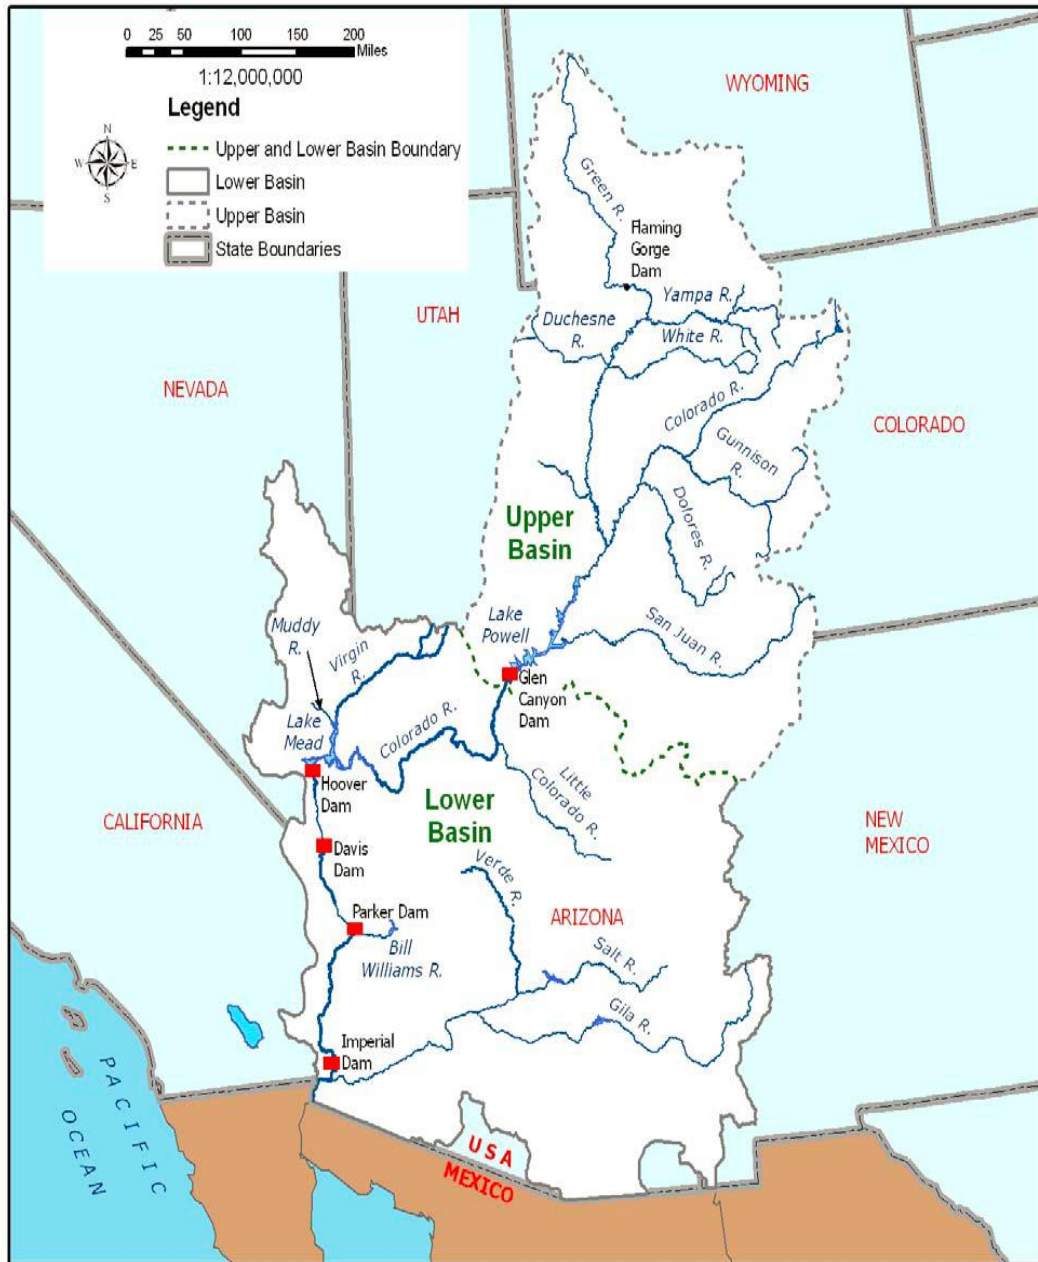 0 25 50 100 150 200
Miles
1:12,000,000
Legend
N
W E
S
Upper and Lower Basin Boundary
Lower Basin
Upper Basin
State Boundaries
WYOMING
Green R.
Flaming
Gorge
Dam
UTAH
Yampa R.
Duchesne
R.
White R.
NEVADA
Colorado R.
COLORADO
Gunnison
R.
Dolores R.
Upper
Basin
Lake
Powell
San Juan R.
Muddy
R.
Virgin
R.
Glen
Canyon
Dam
Lake
Mead
Colorado R.
Hoover
Dam
Little
Colorado R.
Lower
Basin
CALIFORNIA
NEW
MEXICO
Davis
Dam
Verde R.
Parker Dam
ARIZONA
Bill
Williams R.
Salt R.
Gila R.
Imperial
Dam
PACIFIC
OCEAN
USA
MEXICO